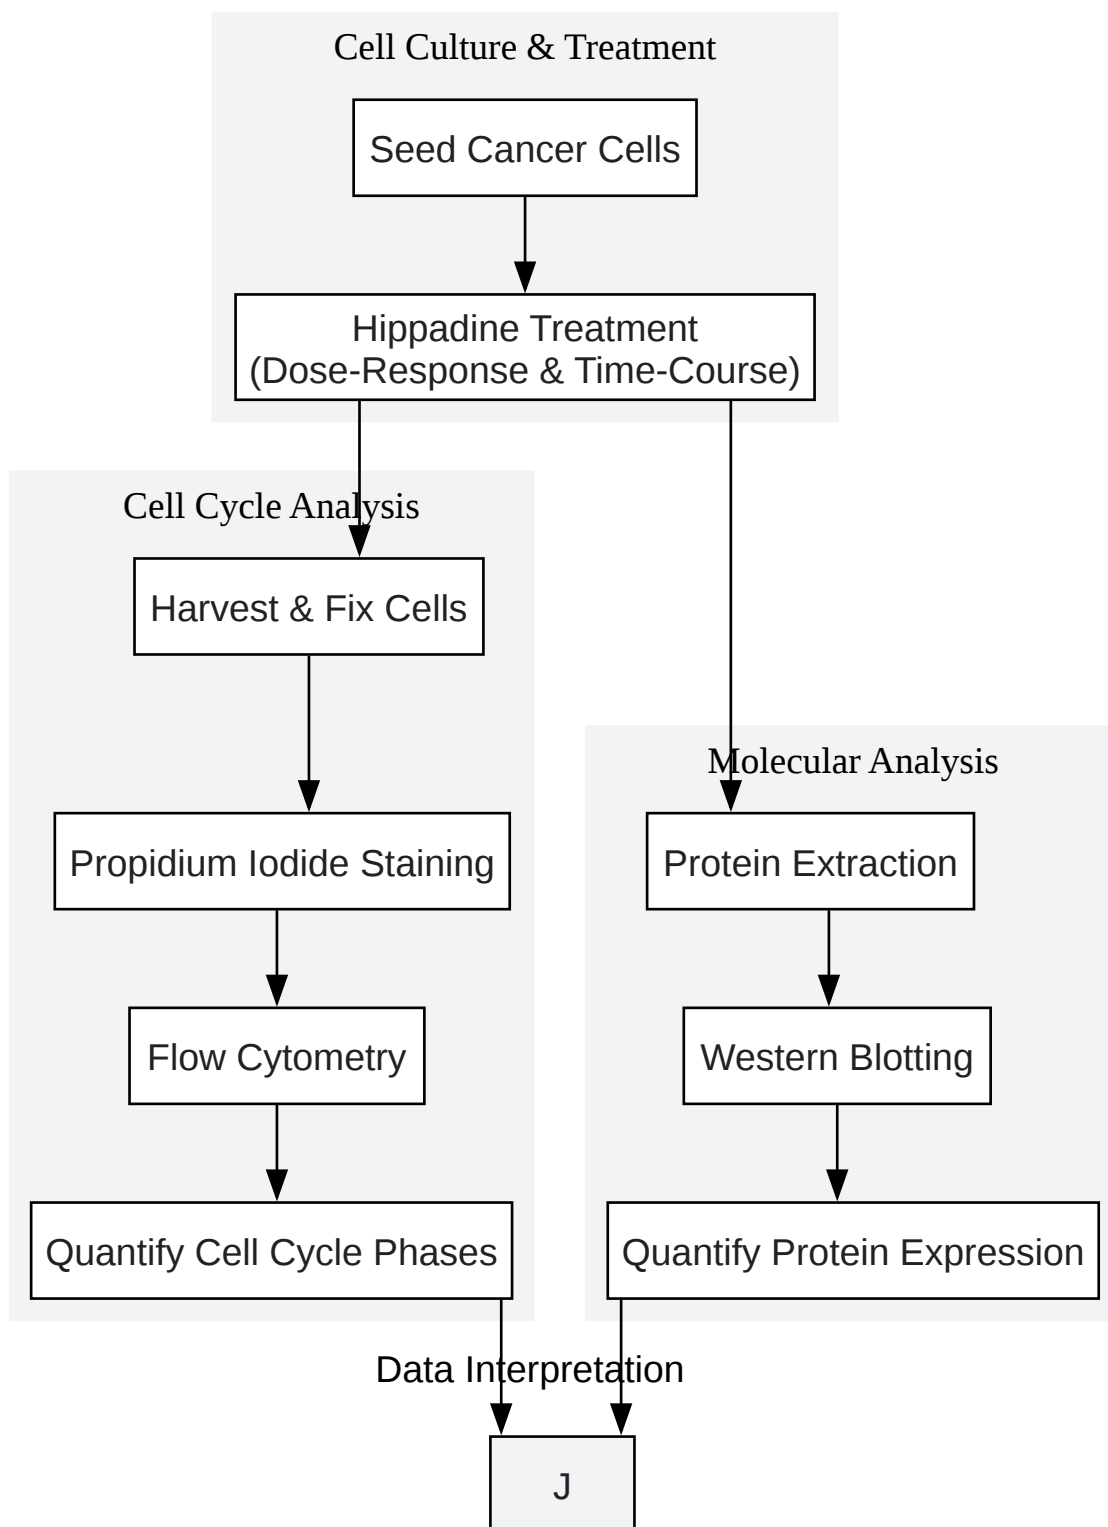 Cell Culture & Treatment
Seed Cancer Cells
Hippadine Treatment
(Dose-Response & Time-Course)
Cell Cycle Analysis
Harvest & Fix Cells
Propidium Iodide Staining
Flow Cytometry
Quantify Cell Cycle Phases
Molecular Analysis
Protein Extraction
Western Blotting
Quantify Protein Expression
Data Interpretation
J